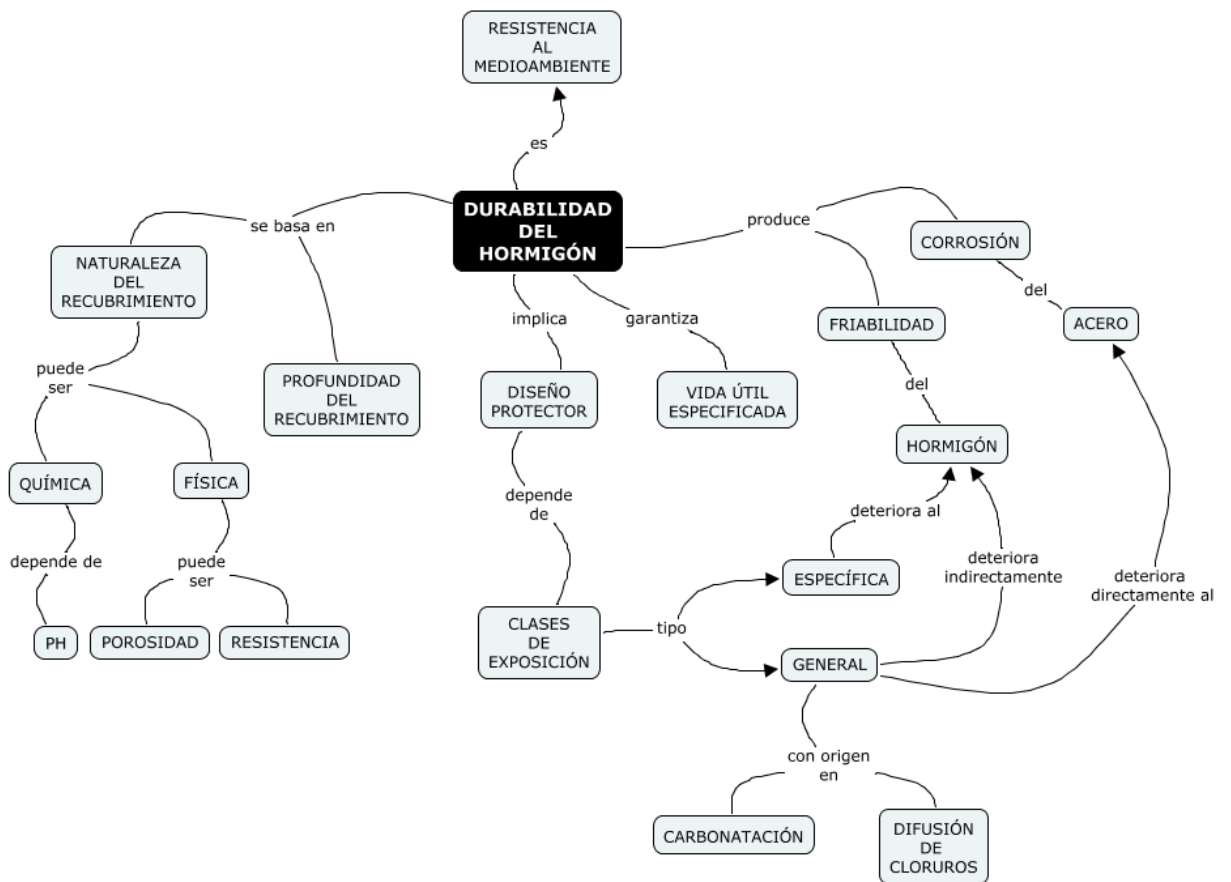 RESISTENCIA
AL
MEDIOAMBIENTE
es
DURABILIDAD
DEL
HORMIGÓN
se basa en
NATURALEZA
DEL
RECUBRIMIENTO
puede
ser
QUÍMICA
depende de
PH
FÍSICA
puede
ser
POROSIDAD
RESISTENCIA
PROFUNDIDAD
DEL
RECUBRIMIENTO
implica
DISEÑO
PROTECTOR
depende
de
CLASES
DE
EXPOSICIÓN
tipo
ESPECÍFICA
deteriora al
GENERAL
deteriora
indirectamente
deteriora
directamente al
con origen
en
CARBONATACIÓN
DIFUSIÓN
DE
CLORUROS
garantiza
VIDA ÚTIL
ESPECIFICADA
produce
FRIABILIDAD
del
HORMIGÓN
CORROSIÓN
del
ACERO